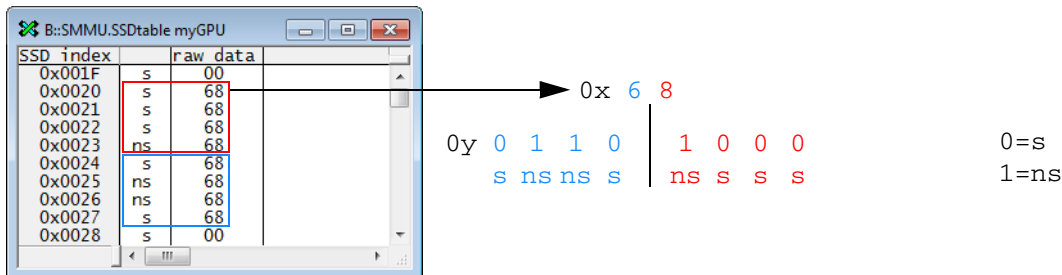 B::SMMU.SSDtable myGPU
SSD index raw data
0x001F s 00
0x0020 s 68
0x0021 s 68
0x0022 s 68
0x0023 ns 68
0x0024 s 68
0x0025 ns 68
0x0026 ns 68
0x0027 s 68
0x0028 s 00
0x 6 8
0y 0 1 1 0 1 0 0 0
s ns ns s ns s s s
0=s
1=ns